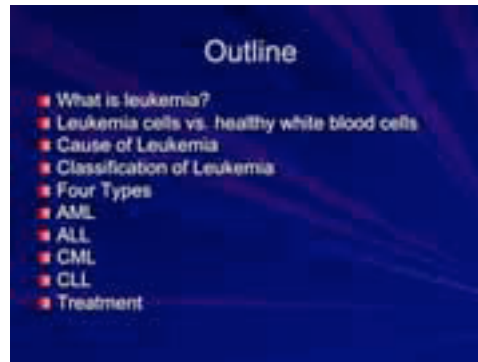 Outline
What is leukemia?
Leukemia cells vs. healthy white blood cells
Cause of Leukemia
Classification of Leukemia
Four Types
AML
ALL
CML
CLL
Treatment